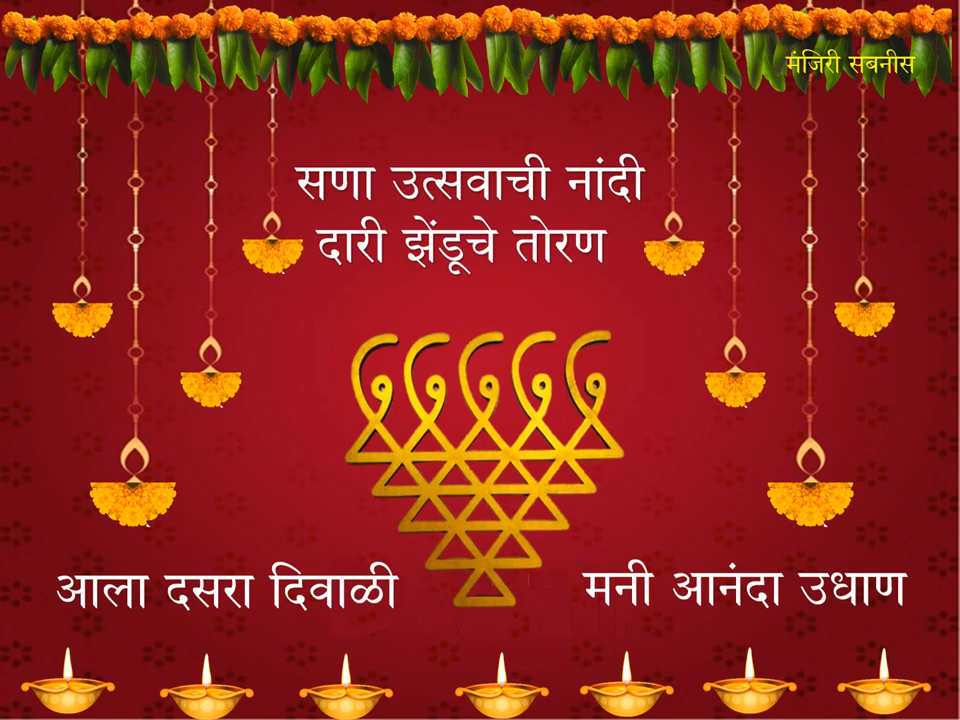 मंजिरी सबनीस
सणा उत्सवाची नांदी
दारी झेंडूचे तोरण
आला दसरा दिवाळी
मनी आनंदा उधाण